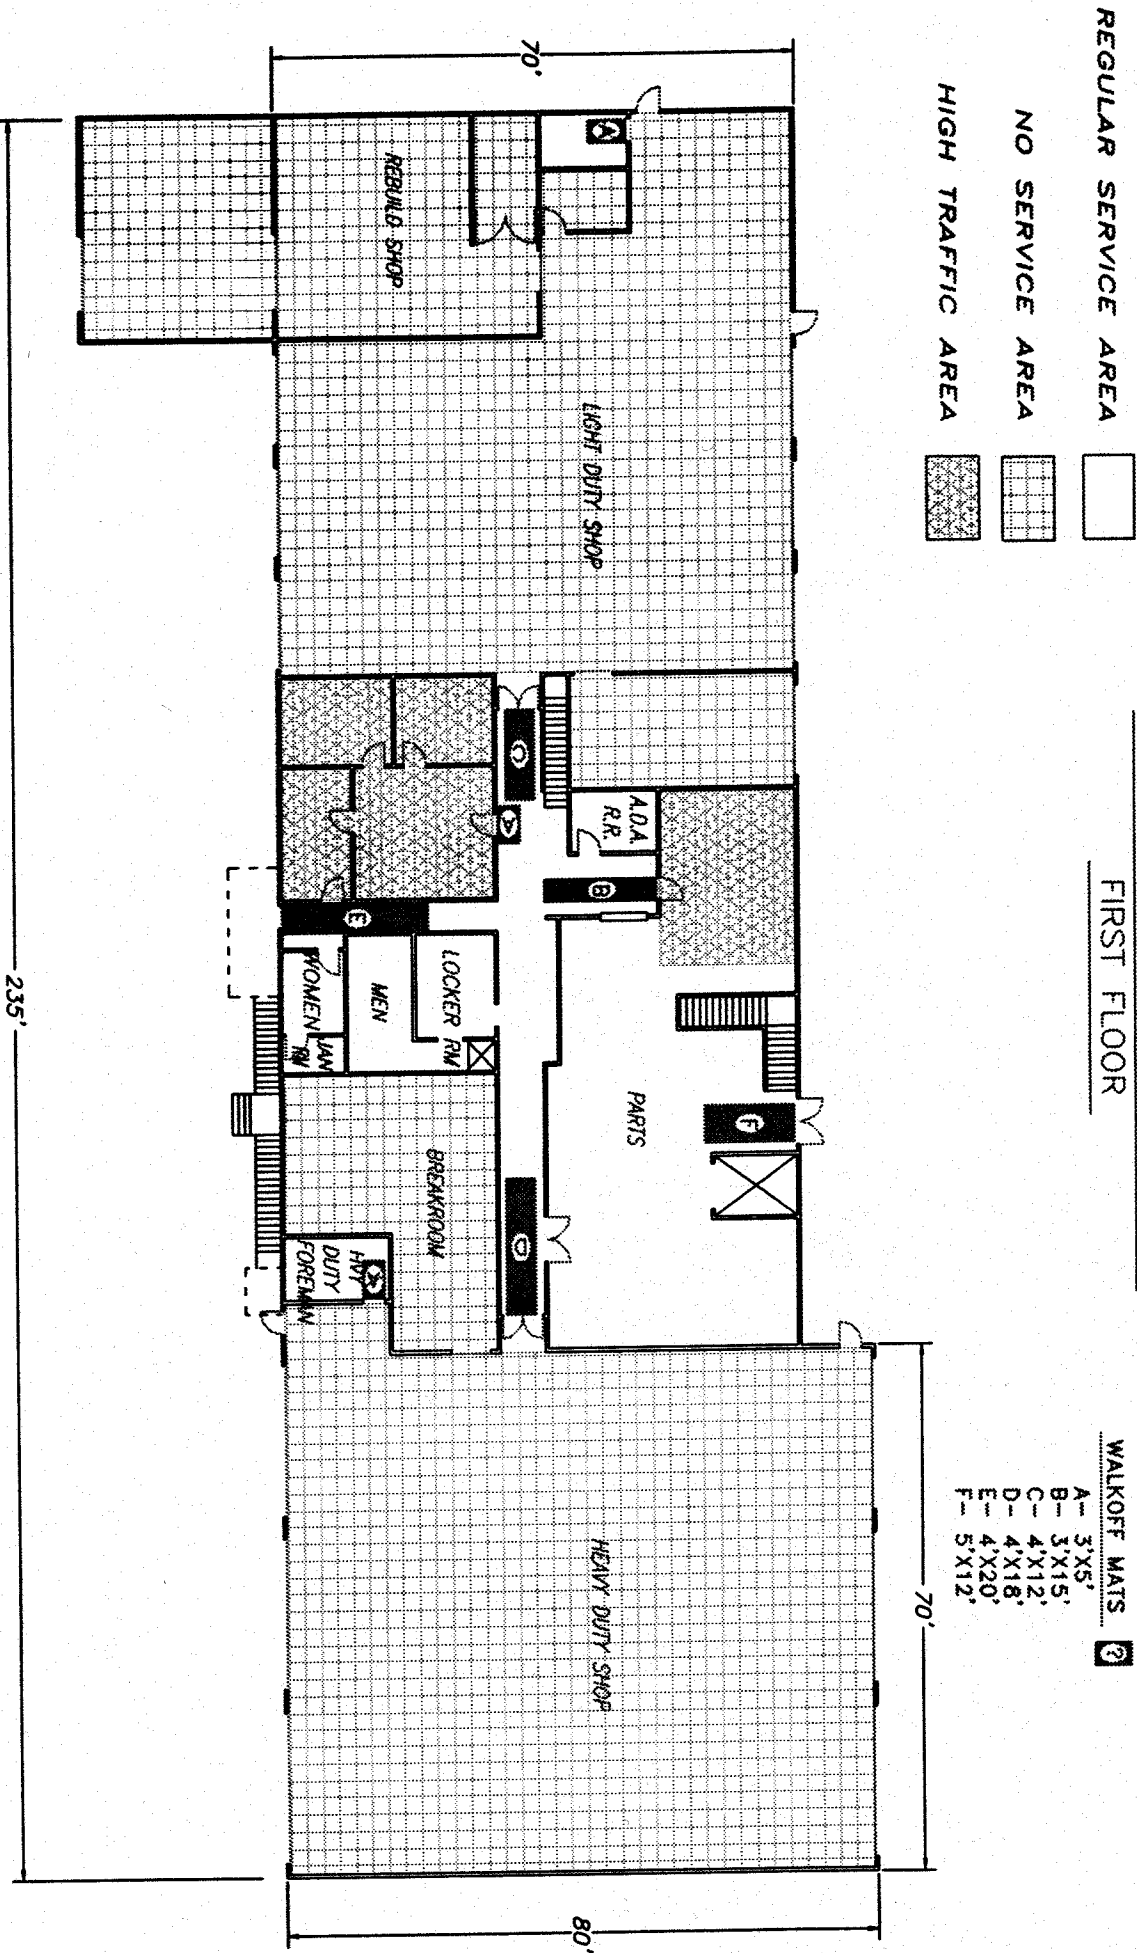 REGULAR SERVICE AREA
NO SERVICE AREA
HIGH TRAFFIC AREA
FIRST FLOOR
WALKOFF MATS ?
A- 3'X5'
B- 3'X15'
C- 4'X12'
D- 4'X18'
E- 4'X20'
F- 5'X12'
70'
70'
80'
235'
A
REBUILD SHOP
LIGHT DUTY SHOP
A.D.A.
R.R.
B
A
E
F
PARTS
LOCKER RM
MEN
WOMEN
JAN
RM
BREAKROOM
HVY
DUTY
FOREMAN
A
HEAVY DUTY SHOP